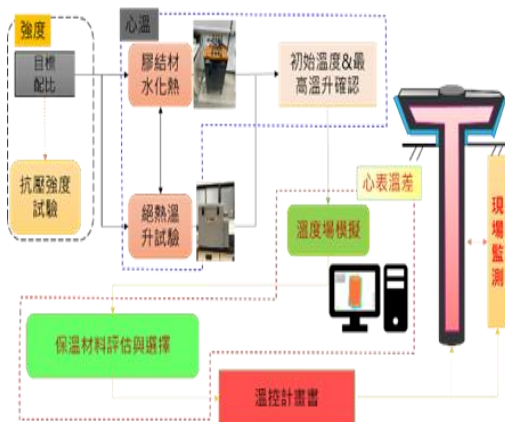 強度
目標
配比
抗壓強度
試驗
心溫
膠結材
水化熱
絕熱溫
升試驗
初始溫度&最
高溫升確認
心表溫差
溫度場模擬
保溫材料評估與選擇
溫控計畫書
現場監測